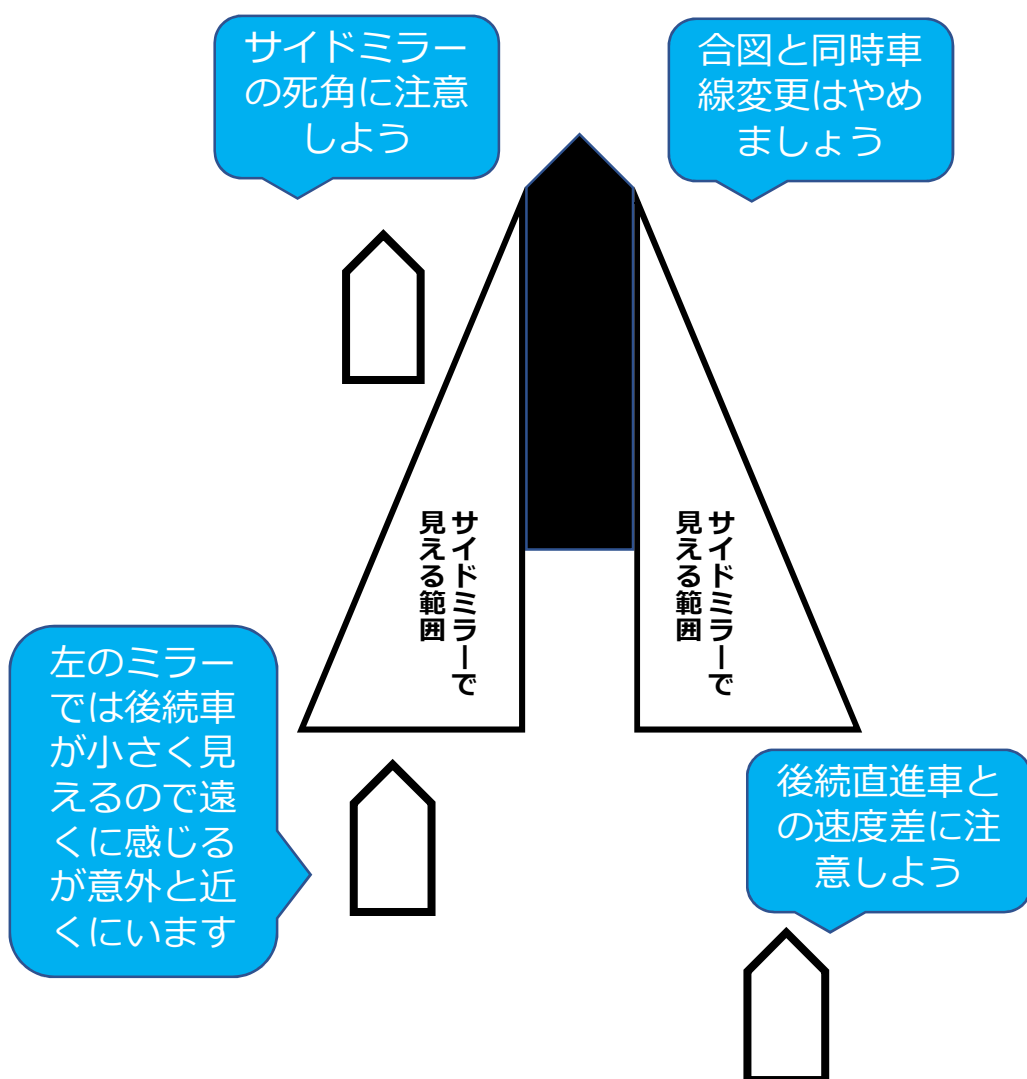 サイドミラー
の死角に注意
しよう
合図と同時車
線変更はやめ
ましょう
サイドミラーで
見える範囲
サイドミラーで
見える範囲
左のミラー
では後続車
が小さく見
えるので遠
くに感じる
が意外と近
くにいます
後続直進車と
の速度差に注
意しよう